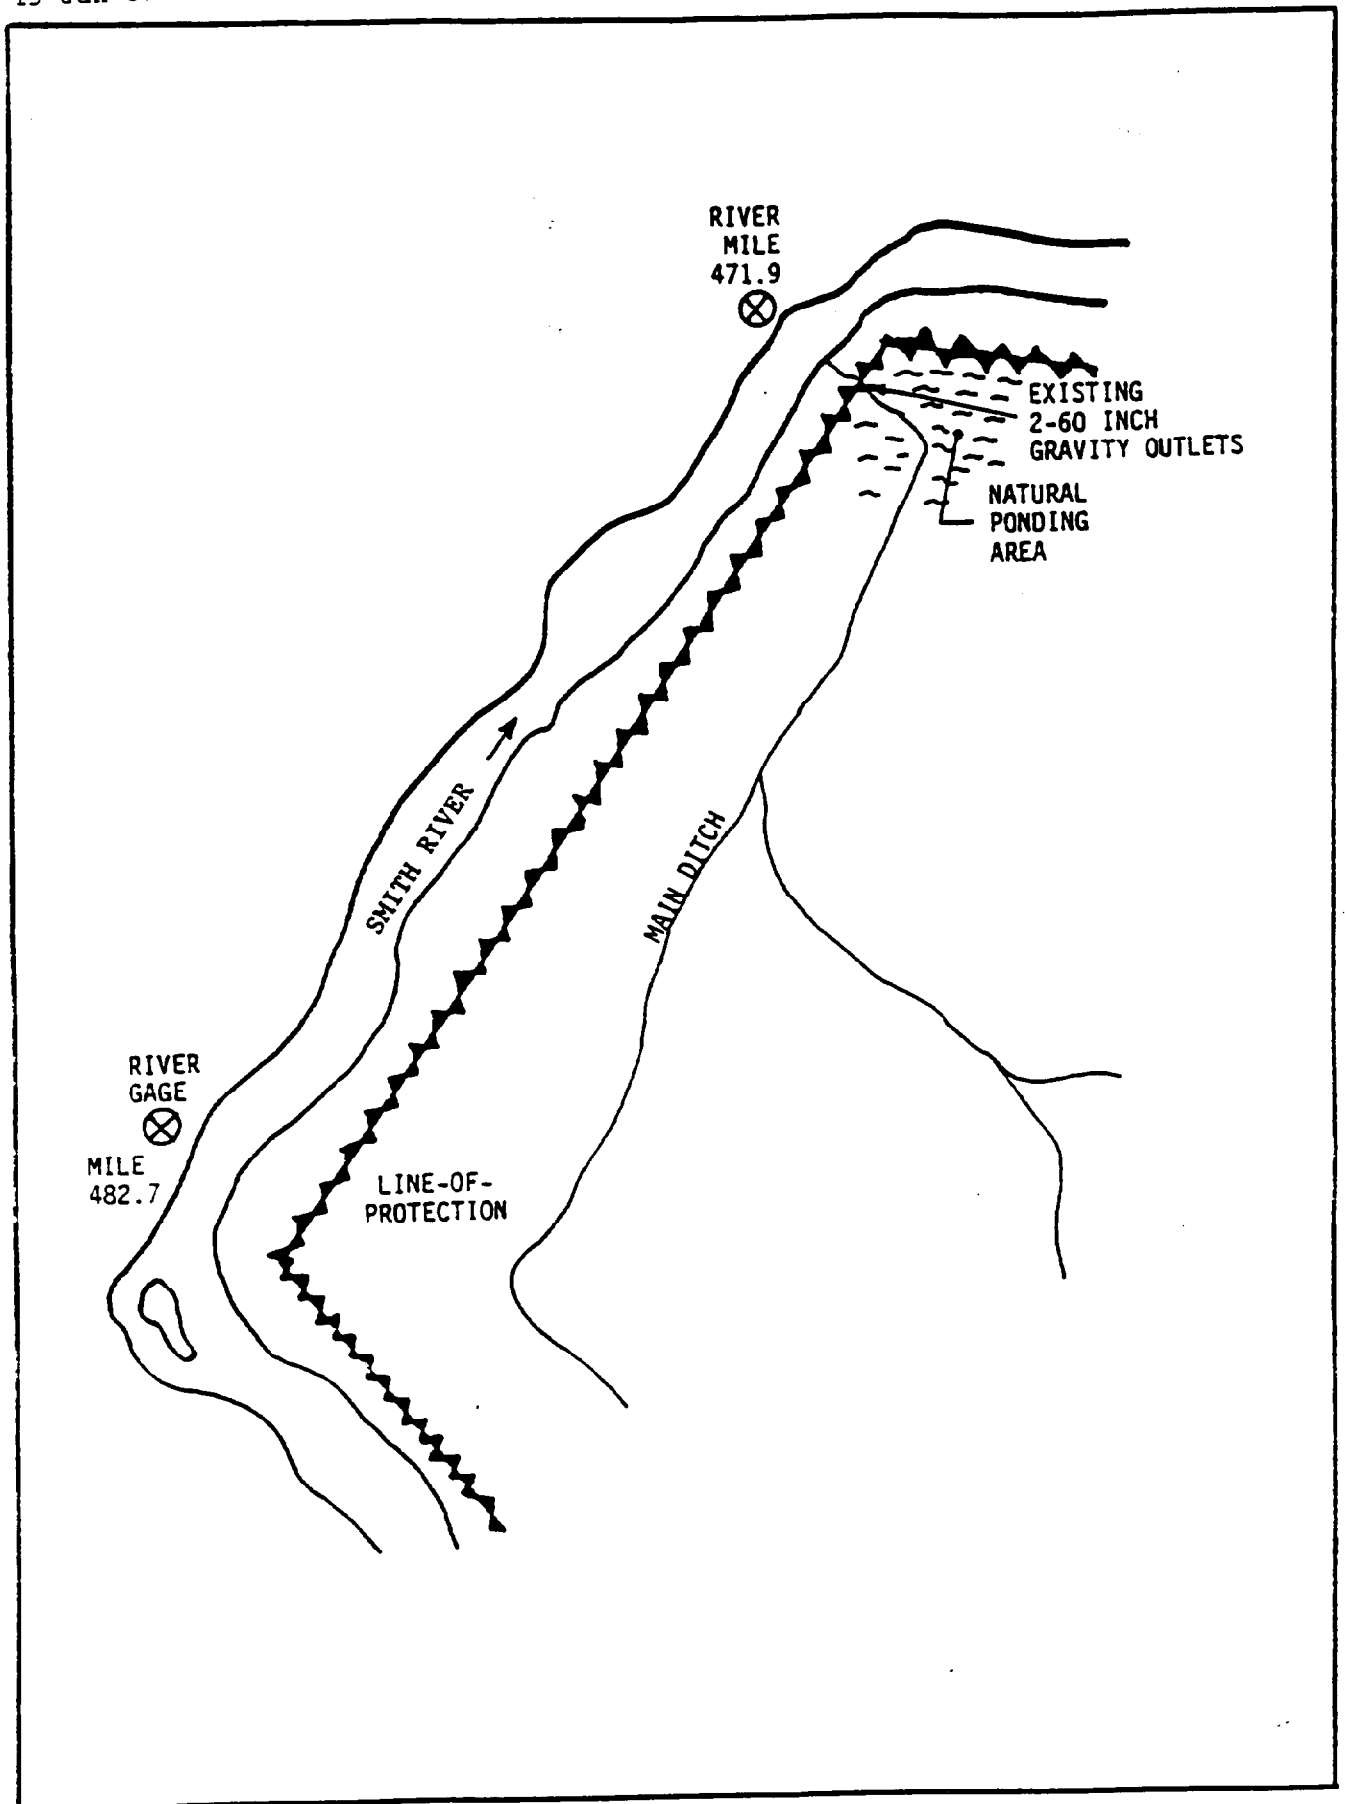 RIVER
MILE
471.9
EXISTING
2-60 INCH
GRAVITY OUTLETS
NATURAL
PONDING
AREA
SMITH RIVER
MAIN DITCH
RIVER
GAGE
MILE
482.7
LINE-OF-
PROTECTION